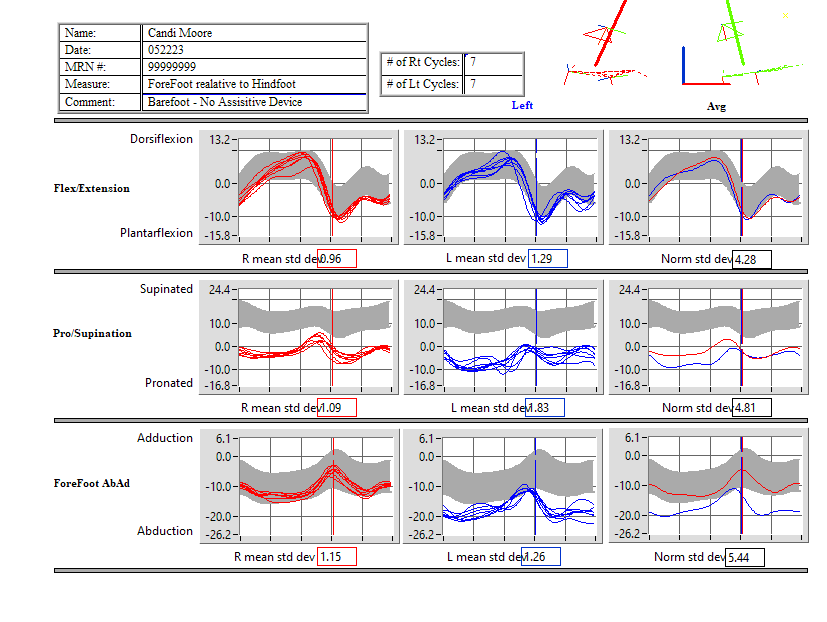 Name: Candi Moore
Date: 052223
MRN #: 99999999
Measure: ForeFoot realative to Hindfoot
Comment: Barefoot - No Assisitive Device
# of Rt Cycles: 7
# of Lt Cycles: 7
Left Avg
Dorsiflexion
Flex/Extension
Plantarflexion
13.2 0.0 -10.0 -15.8
13.2 0.0 -10.0 -15.8
13.2 0.0 -10.0 -15.8
R mean std dev 0.96 L mean std dev 1.29 Norm std dev 4.28
Supinated
Pro/Supination
Pronated
24.4 10.0 0.0 -10.0 -16.8
24.4 10.0 0.0 -10.0 -16.8
24.4 10.0 0.0 -10.0 -16.8
R mean std dev 1.09 L mean std dev 1.83 Norm std dev 4.81
Adduction
ForeFoot AbAd
Abduction
6.1 0.0 -10.0 -20.0 -26.2
6.1 0.0 -10.0 -20.0 -26.2
6.1 0.0 -10.0 -20.0 -26.2
R mean std dev 1.15 L mean std dev 1.26 Norm std dev 5.44